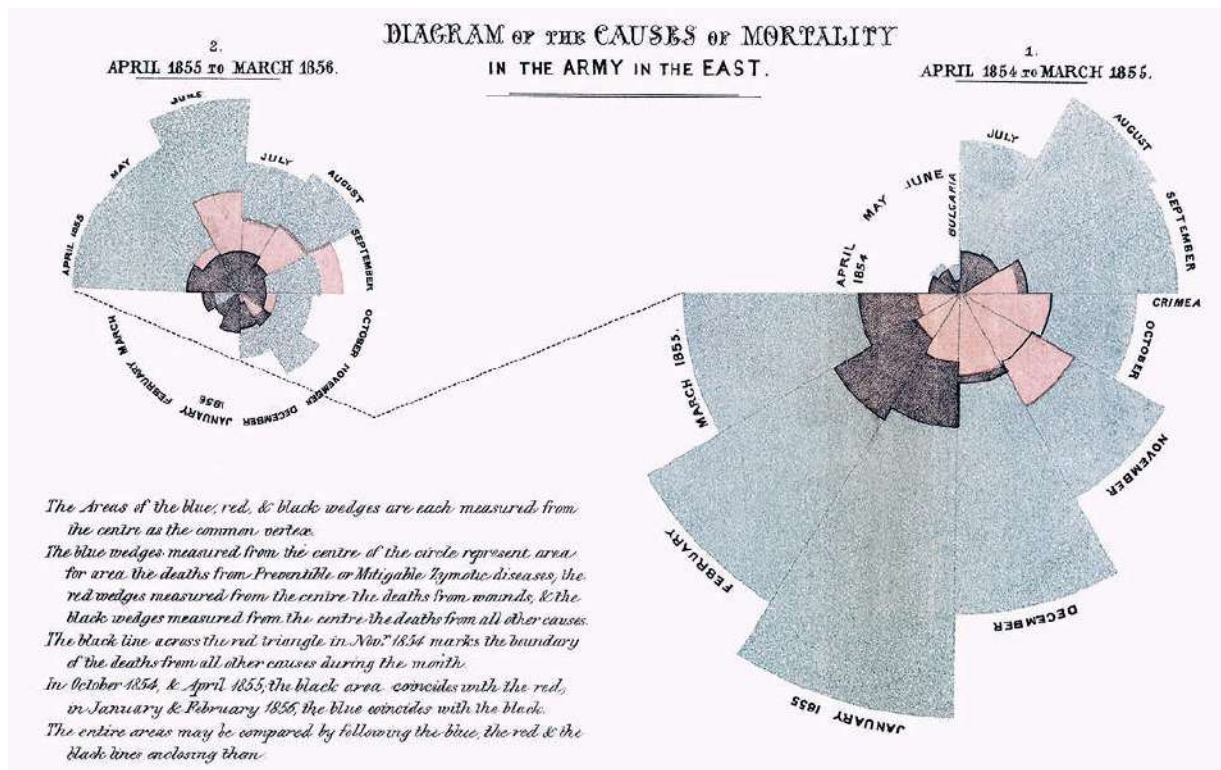 DIAGRAM OF THE CAUSES OF MORTALITY
IN THE ARMY IN THE EAST.
2.
APRIL 1855 TO MARCH 1856.
1.
APRIL 1854 TO MARCH 1855.
APRIL 1855
MAY
JUNE
JULY
AUGUST
SEPTEMBER
OCTOBER
NOVEMBER
DECEMBER
JANUARY
1856
FEBRUARY
MARCH
APRIL
1854
MAY
JUNE
JULY
AUGUST
SEPTEMBER
OCTOBER
NOVEMBER
DECEMBER
JANUARY 1855
FEBRUARY
MARCH 1855.
BULGARIA
CRIMEA
The Areas of the blue, red, & black wedges are each measured from
the centre as the common vertex.
The blue wedges measured from the centre of the circle represent area
for area the deaths from Preventible or Mitigable Zymotic diseases, the
red wedges measured from the centre the deaths from wounds, & the
black wedges measured from the centre the deaths from all other causes.
The black line across the red triangle in Novr. 1854 marks the boundary
of the deaths from all other causes during the month.
In October 1854, & April 1855, the black area coincides with the red,
in January & February 1856, the blue coincides with the black.
The entire areas may be compared by following the blue, the red & the
black lines enclosing them.